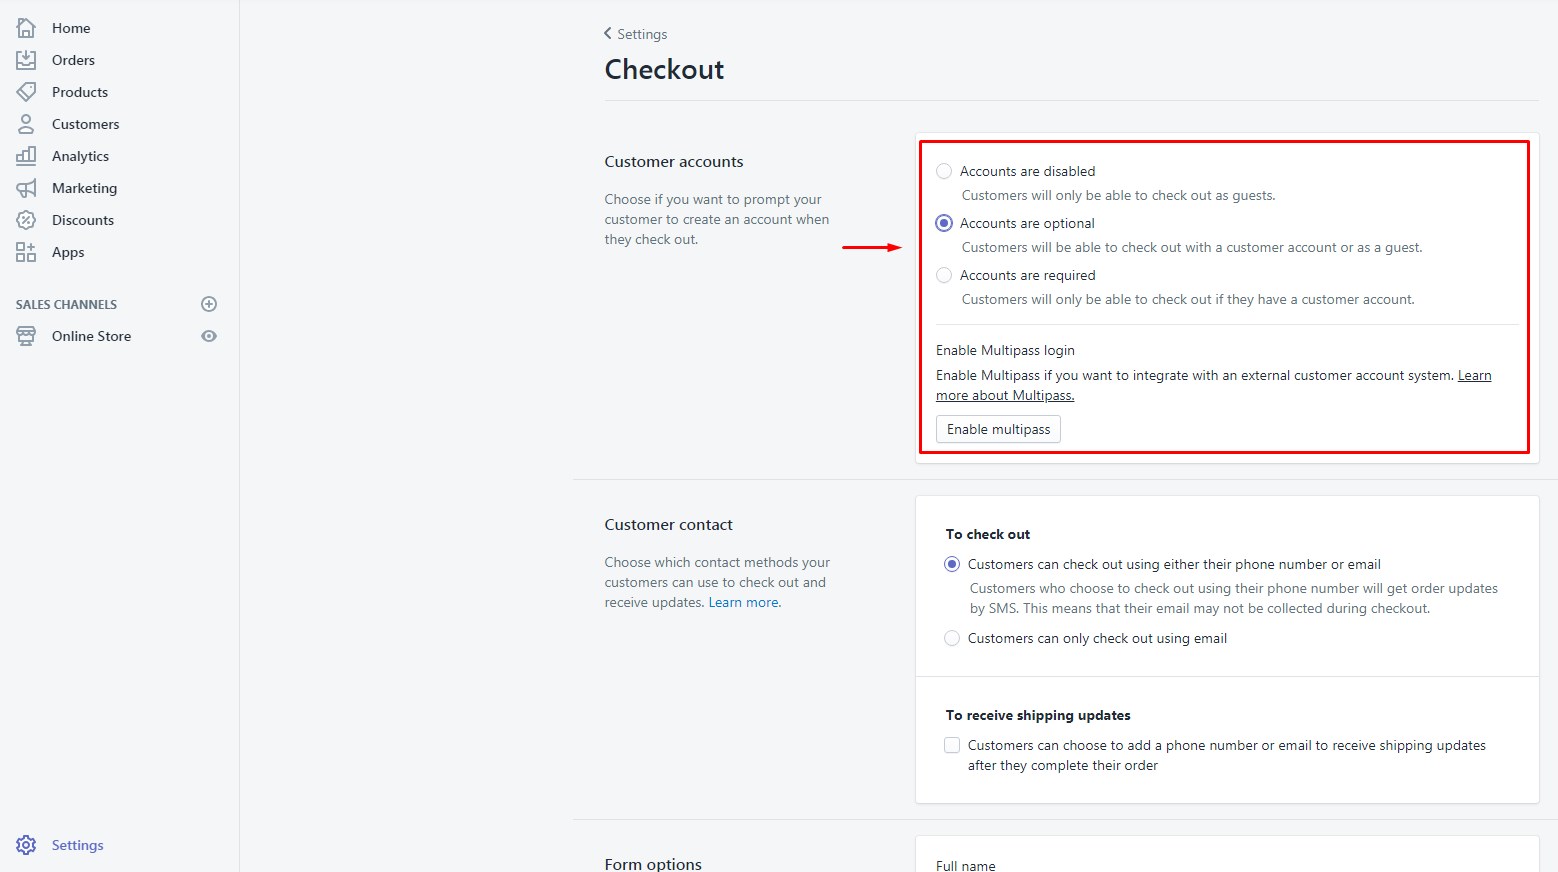 Home
Orders
Products
Customers
Analytics
Marketing
Discounts
Apps
SALES CHANNELS
Online Store
Settings
Settings
Checkout
Customer accounts
Choose if you want to prompt your
customer to create an account when
they check out.
Accounts are disabled
Customers will only be able to check out as guests.
Accounts are optional
Customers will be able to check out with a customer account or as a guest.
Accounts are required
Customers will only be able to check out if they have a customer account.
Enable Multipass login
Enable Multipass if you want to integrate with an external customer account system. Learn
more about Multipass.
Enable multipass
Customer contact
Choose which contact methods your
customers can use to check out and
receive updates. Learn more.
To check out
Customers can check out using either their phone number or email
Customers who choose to check out using their phone number will get order updates
by SMS. This means that their email may not be collected during checkout.
Customers can only check out using email
To receive shipping updates
Customers can choose to add a phone number or email to receive shipping updates
after they complete their order
Form options
Full name